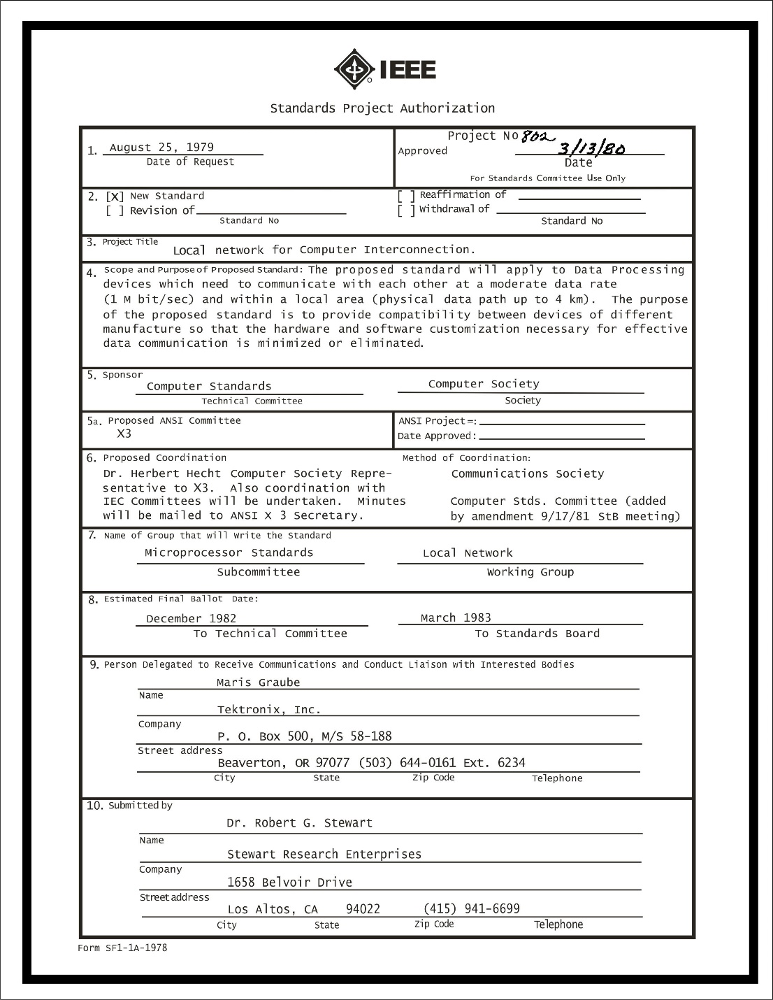 IEEE
Standards Project Authorization
Project No 802
1. August 25, 1979
Date of Request
Approved 3/13/80
Date
For Standards Committee Use Only
2. [X] New Standard
[ ] Revision of
Standard No
[ ] Reaffirmation of
[ ] Withdrawal of
Standard No
3. Project Title
Local network for Computer Interconnection.
4. Scope and Purpose of Proposed Standard: The proposed standard will apply to Data Processing
devices which need to communicate with each other at a moderate data rate
(1 M bit/sec) and within a local area (physical data path up to 4 km). The purpose
of the proposed standard is to provide compatibility between devices of different
manufacture so that the hardware and software customization necessary for effective
data communication is minimized or eliminated.
5. Sponsor
Computer Standards
Technical Committee
Computer Society
Society
5a. Proposed ANSI Committee
X3
ANSI Project=:
Date Approved:
6. Proposed Coordination
Dr. Herbert Hecht Computer Society Repre-
sentative to X3. Also coordination with
IEC Committees will be undertaken. Minutes
will be mailed to ANSI X 3 Secretary.
Method of Coordination:
Communications Society
Computer Stds. Committee (added
by amendment 9/17/81 StB meeting)
7. Name of Group that will Write the Standard
Microprocessor Standards
Subcommittee
Local Network
Working Group
8. Estimated Final Ballot Date:
December 1982
To Technical Committee
March 1983
To Standards Board
9. Person Delegated to Receive Communications and Conduct Liaison with Interested Bodies
Maris Graube
Name
Tektronix, Inc.
Company
P. O. Box 500, M/S 58-188
Street address
Beaverton, OR 97077 (503) 644-0161 Ext. 6234
City State Zip Code Telephone
10. Submitted by
Dr. Robert G. Stewart
Name
Stewart Research Enterprises
Company
1658 Belvoir Drive
Street address
Los Altos, CA 94022 (415) 941-6699
City State Zip Code Telephone
Form SF1-1A-1978